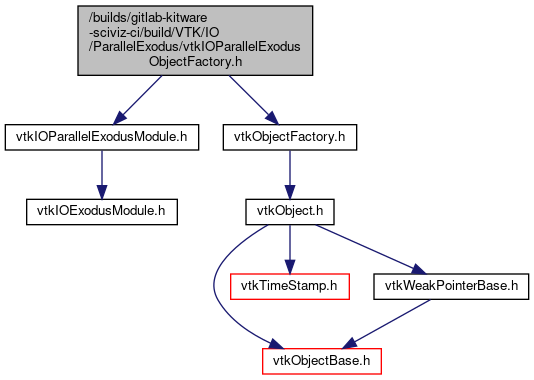 /builds/gitlab-kitware
-sciviz-ci/build/VTK/IO
/ParallelExodus/vtkIOParallelExodus
ObjectFactory.h
vtkIOParallelExodusModule.h
vtkObjectFactory.h
vtkIOExodusModule.h
vtkObject.h
vtkTimeStamp.h
vtkWeakPointerBase.h
vtkObjectBase.h